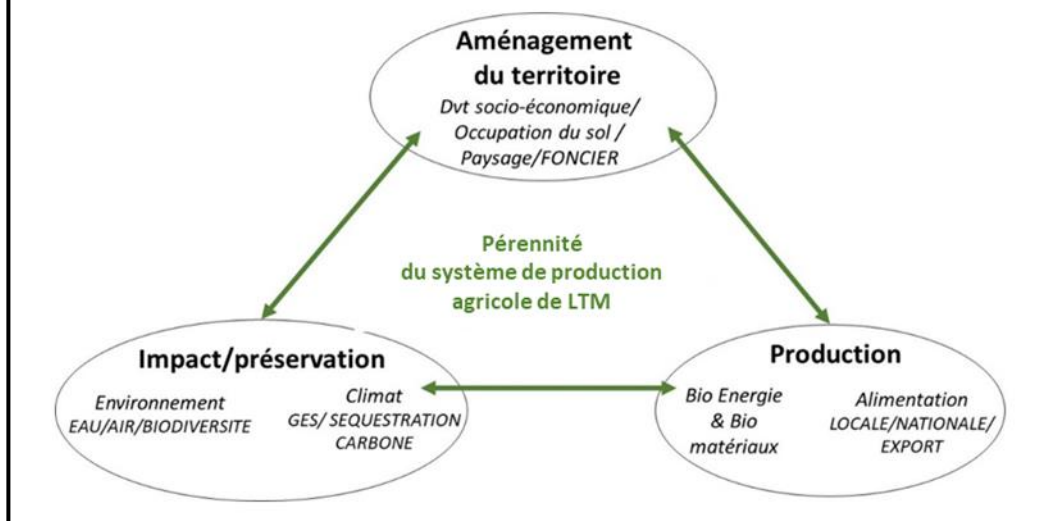 Aménagement
du territoire
Dvt socio-économique/
Occupation du sol /
Paysage/FONCIER
Pérennité
du système de production
agricole de LTM
Impact/préservation
Environnement
EAU/AIR/BIODIVERSITE
Climat
GES/ SEQUESTRATION
CARBONE
Production
Bio Energie
& Bio
matériaux
Alimentation
LOCALE/NATIONALE/
EXPORT